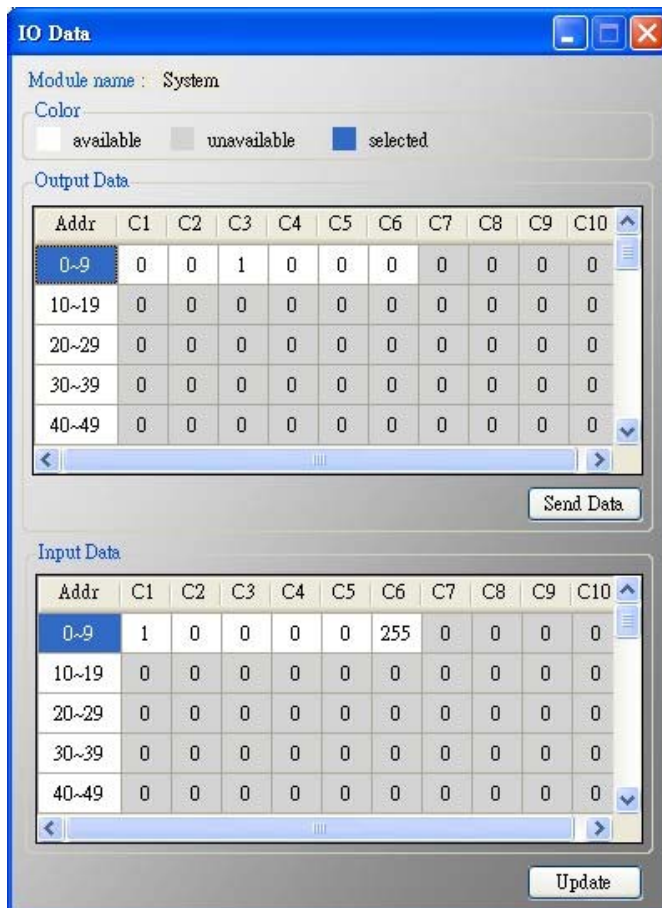 IO Data
Module name : System
Color
available unavailable selected
Output Data
Addr C1 C2 C3 C4 C5 C6 C7 C8 C9 C10
0~9 0 0 1 0 0 0 0 0 0 0
10~19 0 0 0 0 0 0 0 0 0 0
20~29 0 0 0 0 0 0 0 0 0 0
30~39 0 0 0 0 0 0 0 0 0 0
40~49 0 0 0 0 0 0 0 0 0 0
Send Data
Input Data
Addr C1 C2 C3 C4 C5 C6 C7 C8 C9 C10
0~9 1 0 0 0 0 255 0 0 0 0
10~19 0 0 0 0 0 0 0 0 0 0
20~29 0 0 0 0 0 0 0 0 0 0
30~39 0 0 0 0 0 0 0 0 0 0
40~49 0 0 0 0 0 0 0 0 0 0
Update